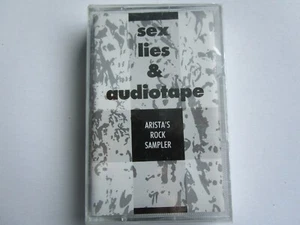 sex
lies
&
audiotape
ARISTA'S
ROCK
SAMPLER